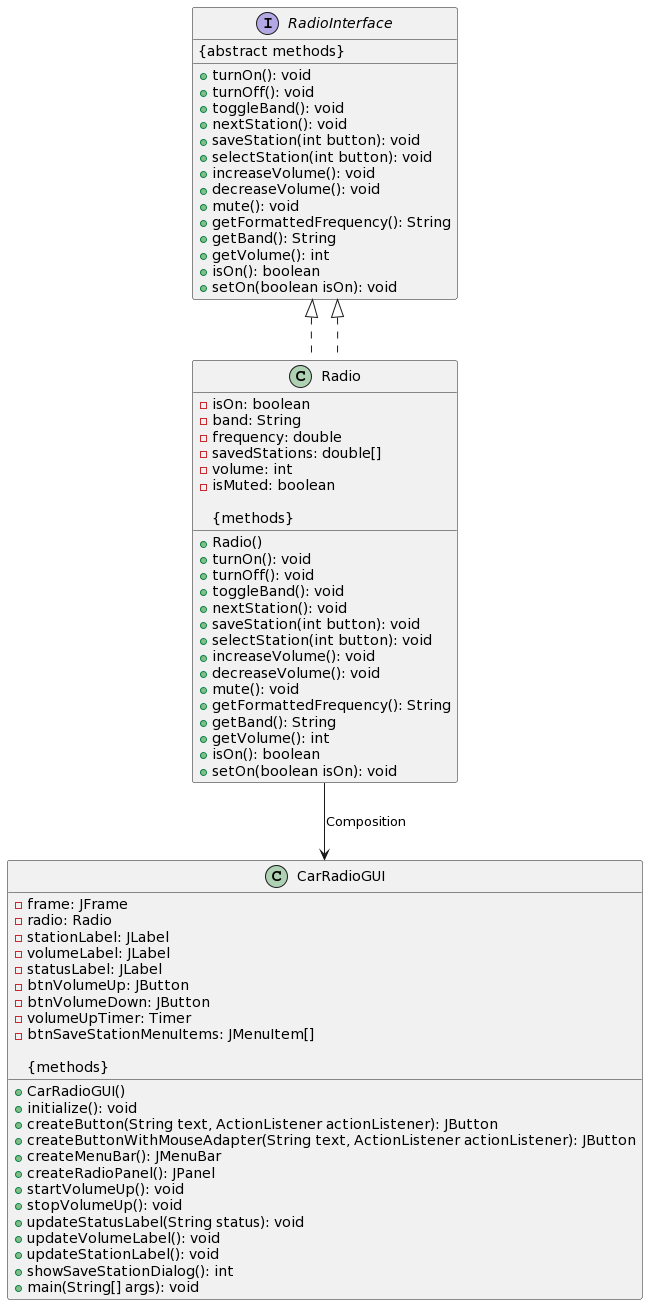 I RadioInterface
{abstract methods}
turnOn(): void
turnOff(): void
toggleBand(): void
nextStation(): void
saveStation(int button): void
selectStation(int button): void
increaseVolume(): void
decreaseVolume(): void
mute(): void
getFormattedFrequency(): String
getBand(): String
getVolume(): int
isOn(): boolean
setOn(boolean isOn): void
C Radio
isOn: boolean
band: String
frequency: double
savedStations: double[]
volume: int
isMuted: boolean
{methods}
Radio()
turnOn(): void
turnOff(): void
toggleBand(): void
nextStation(): void
saveStation(int button): void
selectStation(int button): void
increaseVolume(): void
decreaseVolume(): void
mute(): void
getFormattedFrequency(): String
getBand(): String
getVolume(): int
isOn(): boolean
setOn(boolean isOn): void
Composition
C CarRadioGUI
frame: JFrame
radio: Radio
stationLabel: JLabel
volumeLabel: JLabel
statusLabel: JLabel
btnVolumeUp: JButton
btnVolumeDown: JButton
volumeUpTimer: Timer
btnSaveStationMenuItems: JMenuItem[]
{methods}
CarRadioGUI()
initialize(): void
createButton(String text, ActionListener actionListener): JButton
createButtonWithMouseAdapter(String text, ActionListener actionListener): JButton
createMenuBar(): JMenuBar
createRadioPanel(): JPanel
startVolumeUp(): void
stopVolumeUp(): void
updateStatusLabel(String status): void
updateVolumeLabel(): void
updateStationLabel(): void
showSaveStationDialog(): int
main(String[] args): void